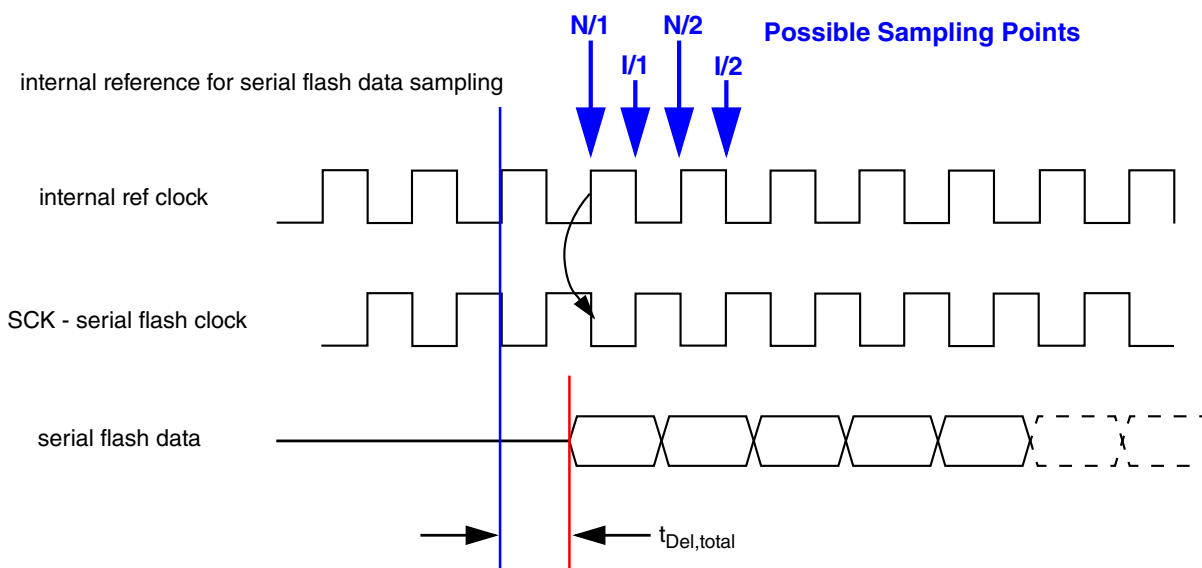 N/1
N/2
Possible Sampling Points
I/1
I/2
internal reference for serial flash data sampling
internal ref clock
SCK - serial flash clock
serial flash data
tDel,total